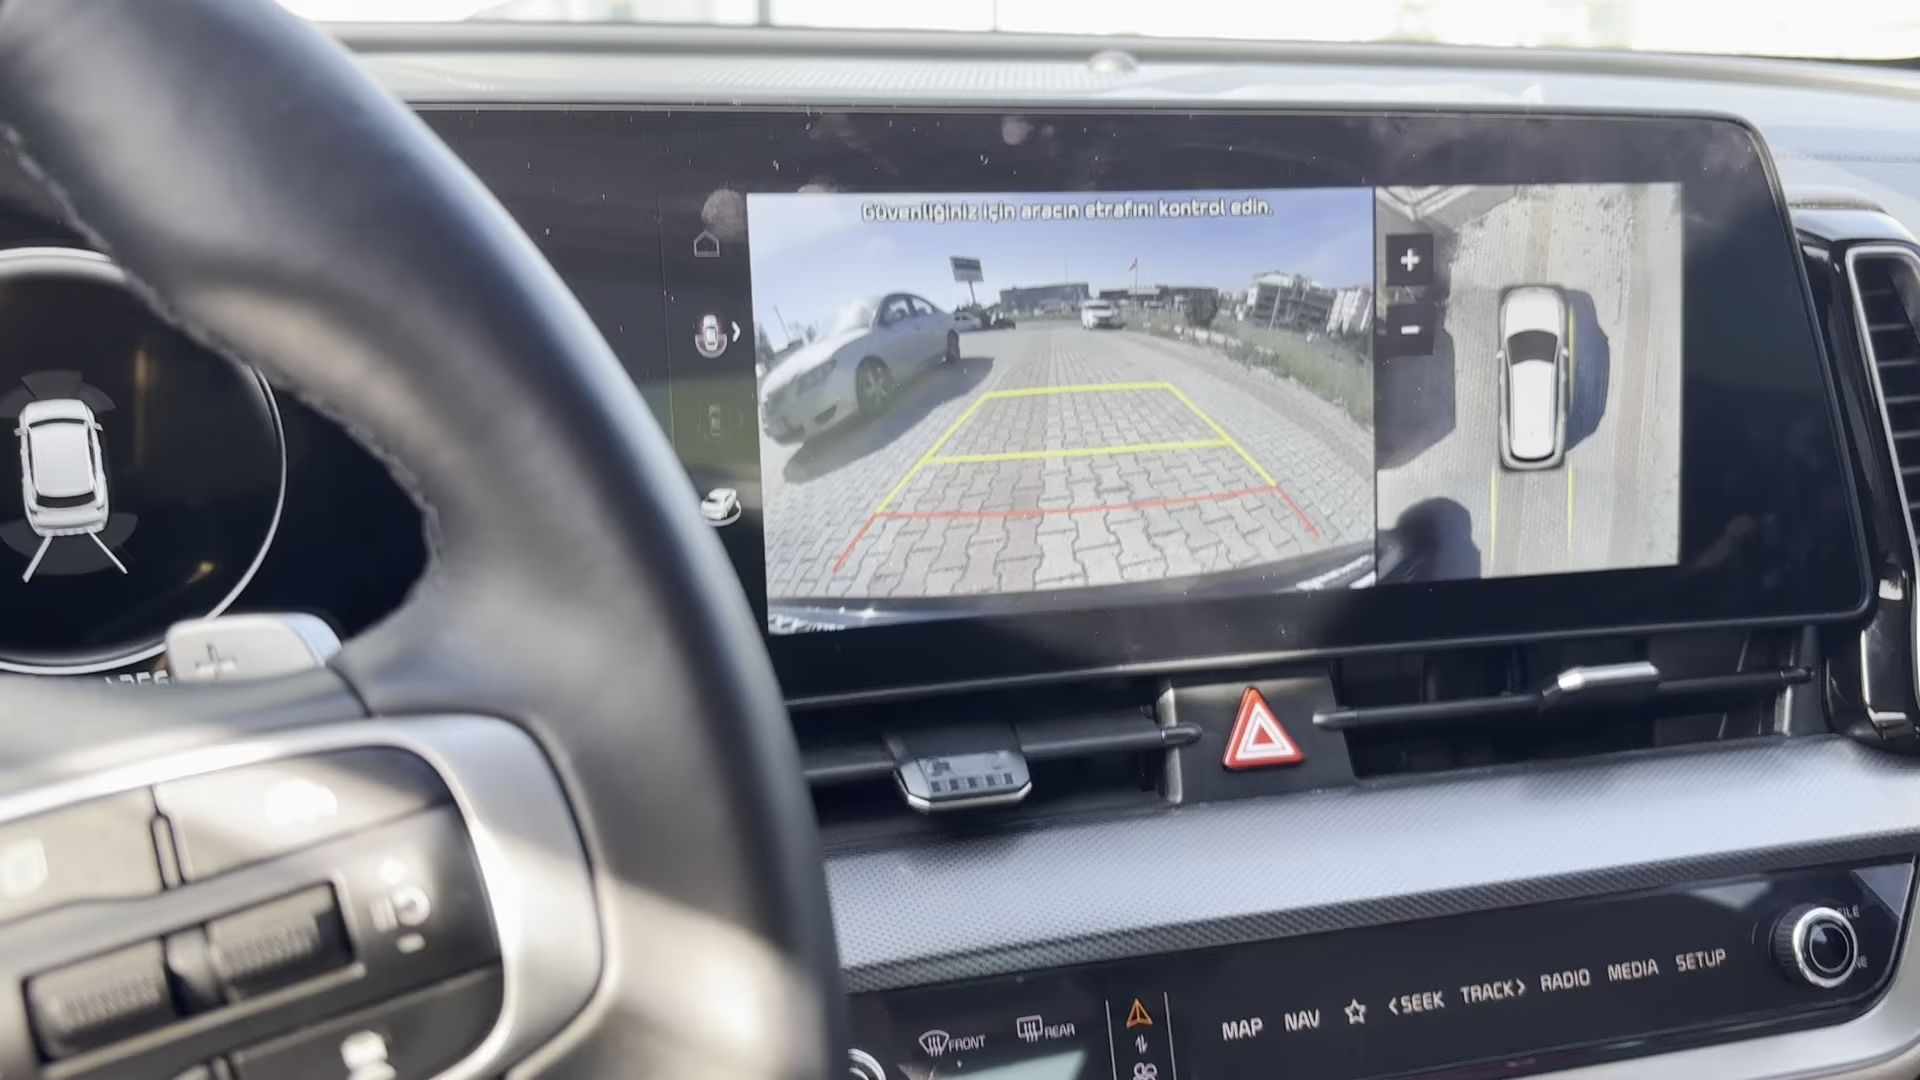 Güvenliğiniz için aracın etrafını kontrol edin.
+
-
FRONT
REAR
MAP NAV ☆ <SEEK TRACK> RADIO MEDIA SETUP